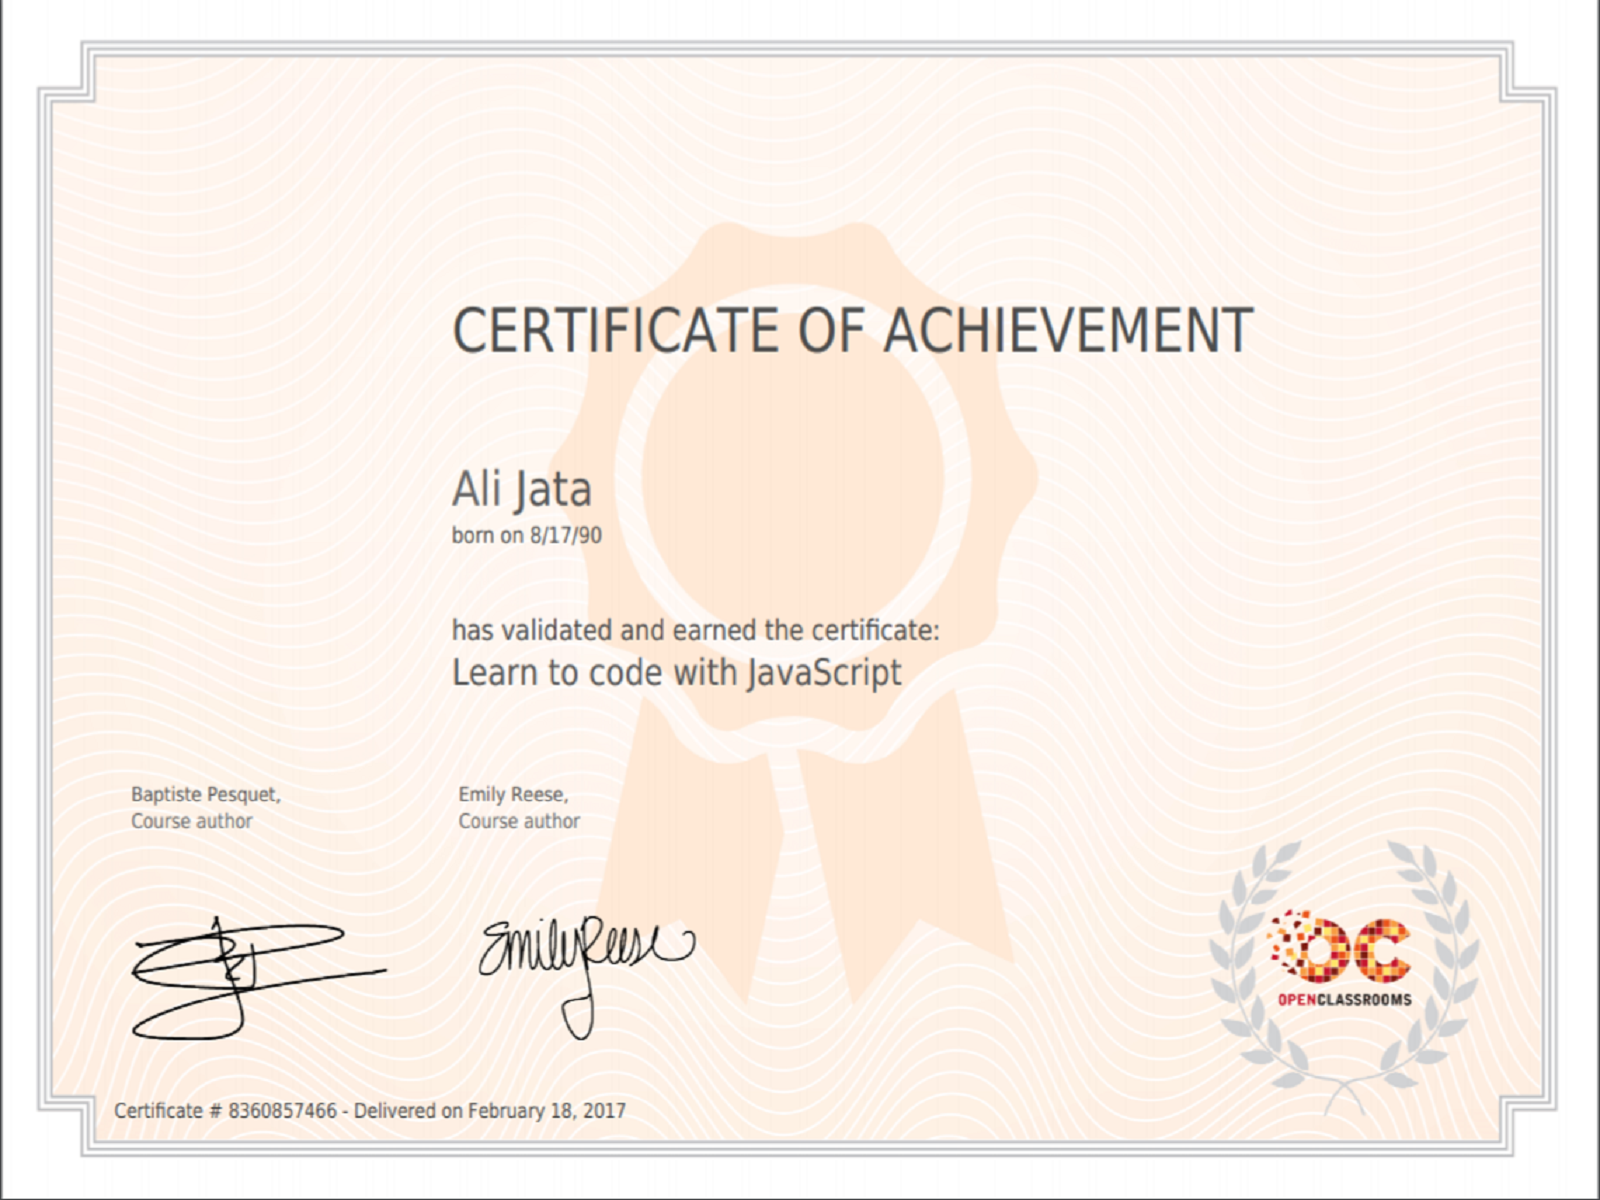 CERTIFICATE OF ACHIEVEMENT
Ali Jata
born on 8/17/90
has validated and earned the certificate:
Learn to code with JavaScript
Baptiste Pesquet,
Course author
Emily Reese,
Course author
Emily Reese
OC
OPENCLASSROOMS
Certificate # 8360857466 - Delivered on February 18, 2017